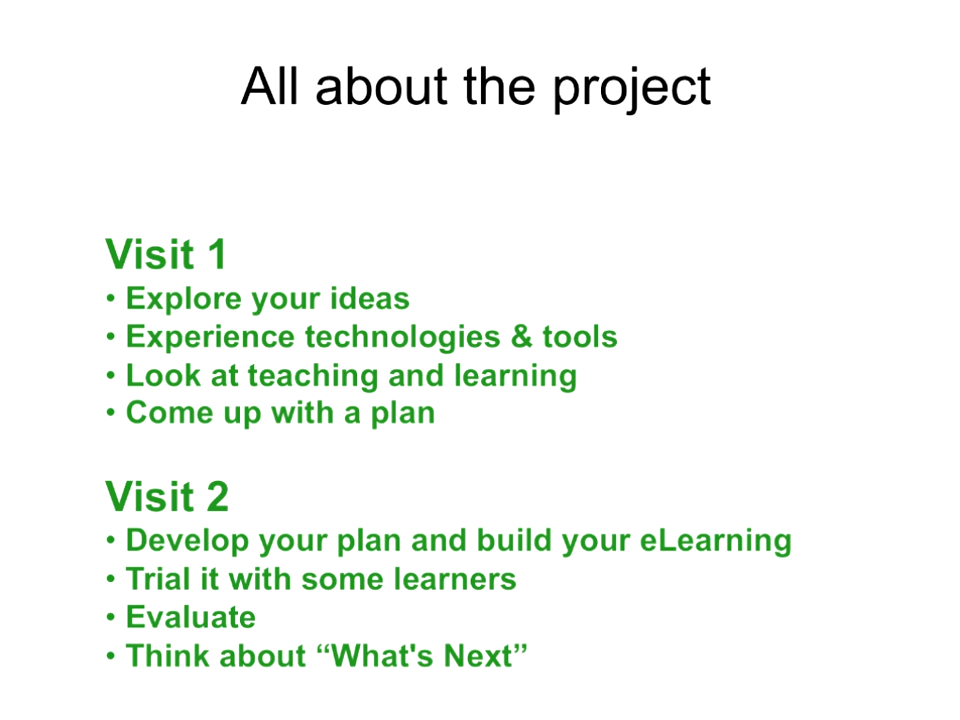 All about the project
Visit 1
• Explore your ideas
• Experience technologies & tools
• Look at teaching and learning
• Come up with a plan
Visit 2
• Develop your plan and build your eLearning
• Trial it with some learners
• Evaluate
• Think about “What's Next”